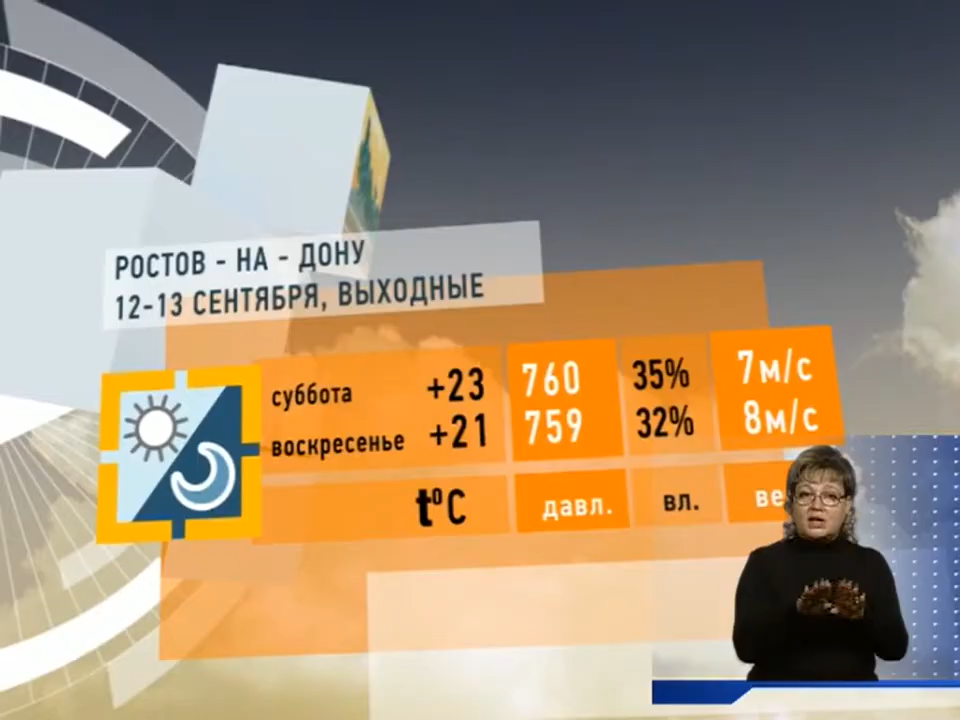 РОСТОВ - НА - ДОНУ
12-13 СЕНТЯБРЯ, ВЫХОДНЫЕ
суббота +23 760 35% 7м/с
воскресенье +21 759 32% 8м/с
t°C давл. вл.